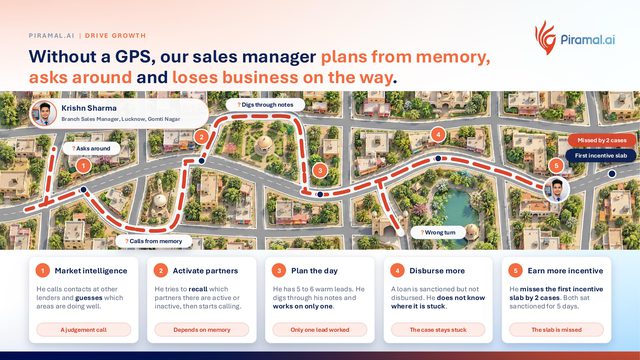 PIRAMAL.AI | DRIVE GROWTH
Piramal.ai
Without a GPS, our sales manager plans from memory,
asks around and loses business on the way.
Krishn Sharma
Branch Sales Manager, Lucknow, Gomti Nagar
? Digs through notes
? Asks around
1
2
3
4
5
Missed by 2 cases
First incentive slab
? Calls from memory
? Wrong turn
1 Market intelligence
He calls contacts at other
lenders and guesses which
areas are doing well.
A judgement call
2 Activate partners
He tries to recall which
partners there are active or
inactive, then starts calling.
Depends on memory
3 Plan the day
He has 5 to 6 warm leads. He
digs through his notes and
works on only one.
Only one lead worked
4 Disburse more
A loan is sanctioned but not
disbursed. He does not know
where it is stuck.
The case stays stuck
5 Earn more incentive
He misses the first incentive
slab by 2 cases. Both sat
sanctioned for 5 days.
The slab is missed